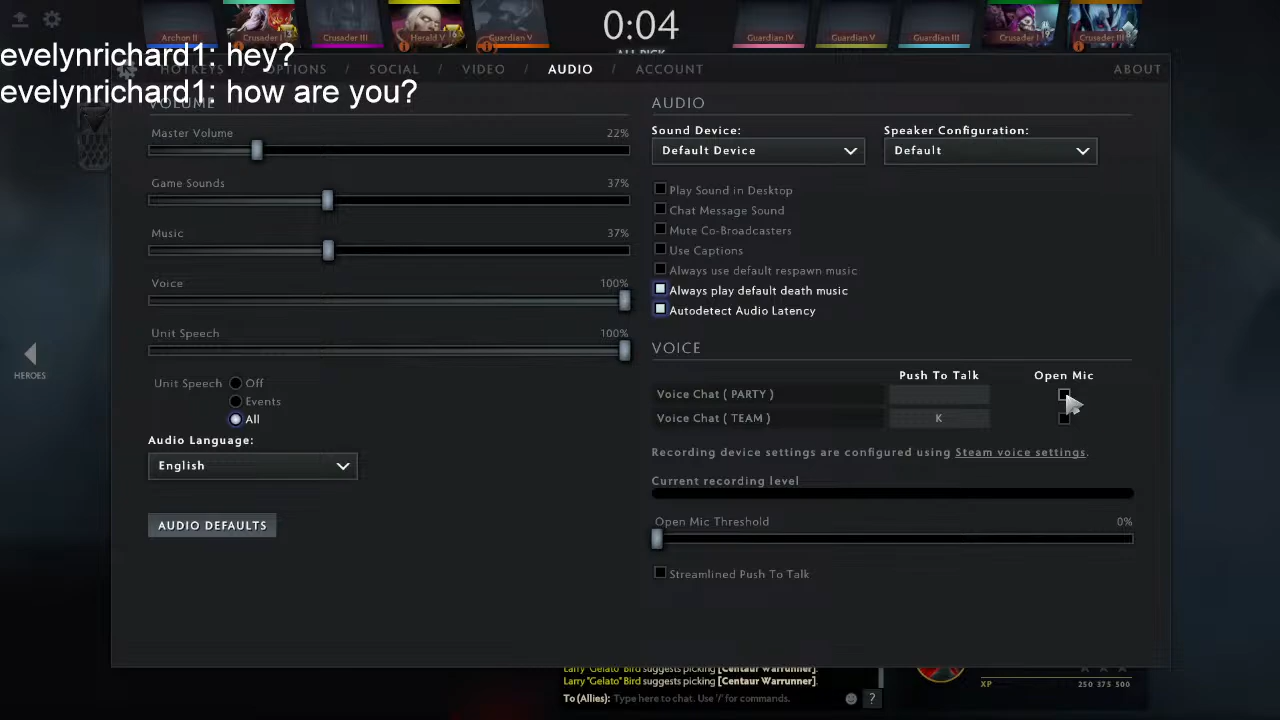 0:04
Archon II
Crusader I
Crusader III
Herald V
Guardian V
Guardian IV
Guardian V
Guardian III
Crusader I
Crusader III
evelynrichard1: hey?
evelynrichard1: how are you?
HOTKEYS / OPTIONS / SOCIAL / VIDEO / AUDIO / ACCOUNT
ABOUT
VOLUME
Master Volume 22%
Game Sounds 37%
Music 37%
Voice 100%
Unit Speech 100%
Unit Speech Off
Events
All
Audio Language:
English
AUDIO DEFAULTS
AUDIO
Sound Device: Speaker Configuration:
Default Device Default
Play Sound in Desktop
Chat Message Sound
Mute Co-Broadcasters
Use Captions
Always use default respawn music
Always play default death music
Autodetect Audio Latency
VOICE
Push To Talk Open Mic
Voice Chat ( PARTY )
Voice Chat ( TEAM ) K
Recording device settings are configured using Steam voice settings.
Current recording level
Open Mic Threshold 0%
Streamlined Push To Talk
HEROES
Larry "Gelato" Bird suggests picking [Centaur Warrunner].
Larry "Gelato" Bird suggests picking [Centaur Warrunner].
To (Allies): Type here to chat. Use '/' for commands. ?
XP 250 375 500